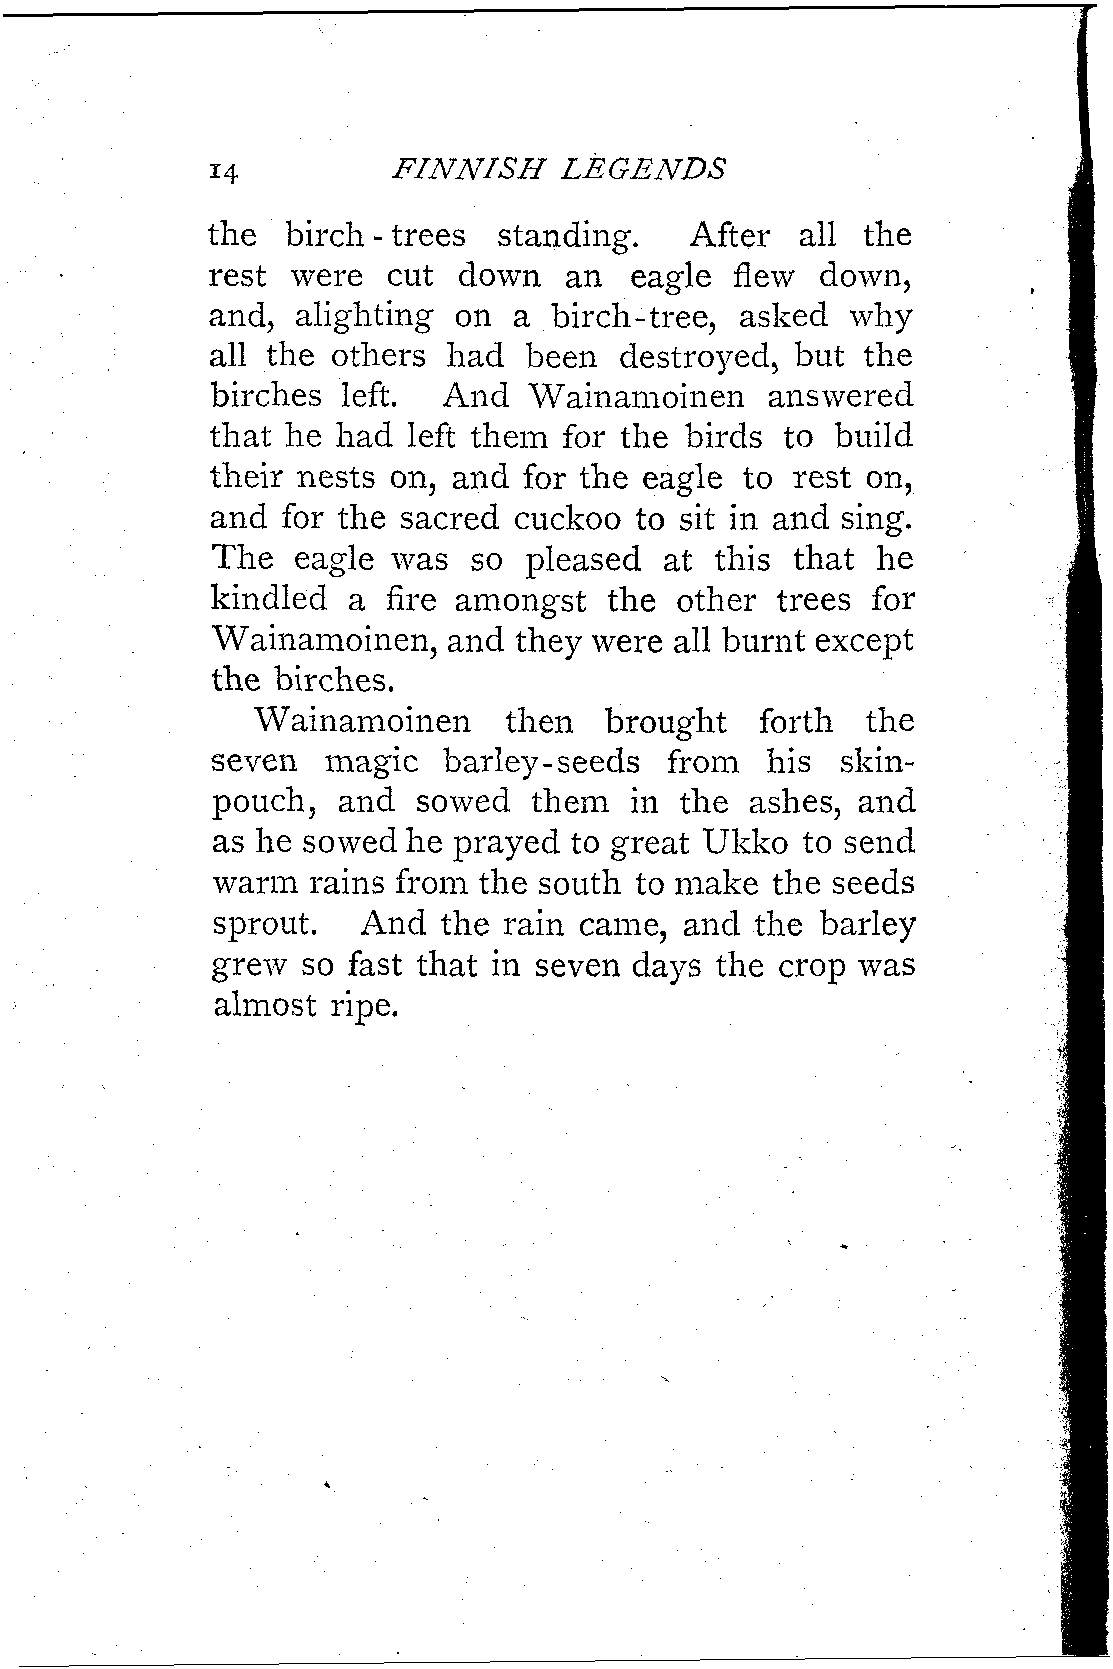 14 FINNISH LEGENDS
the birch-trees standing. After all the
rest were cut down an eagle flew down,
and, alighting on a birch-tree, asked why
all the others had been destroyed, but the
birches left. And Wainamoinen answered
that he had left them for the birds to build
their nests on, and for the eagle to rest on,
and for the sacred cuckoo to sit in and sing.
The eagle was so pleased at this that he
kindled a fire amongst the other trees for
Wainamoinen, and they were all burnt except
the birches.
Wainamoinen then brought forth the
seven magic barley-seeds from his skin-
pouch, and sowed them in the ashes, and
as he sowed he prayed to great Ukko to send
warm rains from the south to make the seeds
sprout. And the rain came, and the barley
grew so fast that in seven days the crop was
almost ripe.